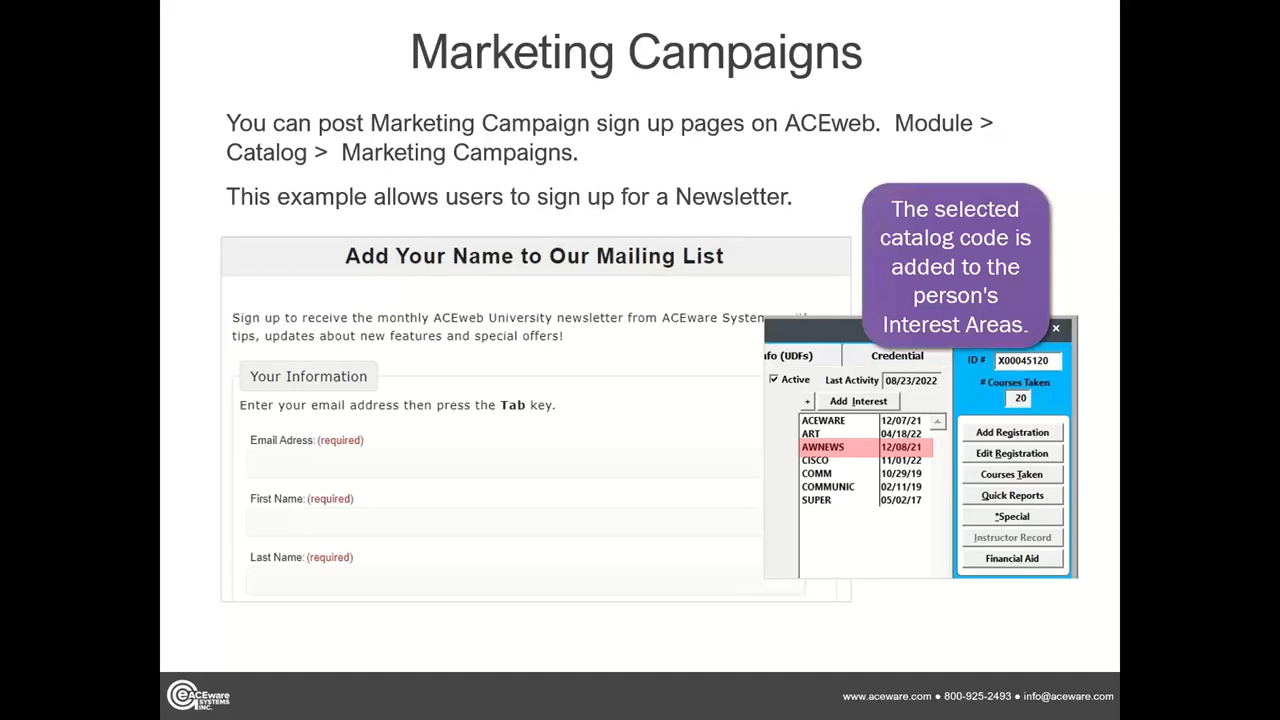 Marketing Campaigns
You can post Marketing Campaign sign up pages on ACEweb. Module >
Catalog > Marketing Campaigns.
This example allows users to sign up for a Newsletter.
The selected
catalog code is
added to the
person's
Interest Areas.
Add Your Name to Our Mailing List
Sign up to receive the monthly ACEweb University newsletter from ACEware
tips, updates about new features and special offers!
Your Information
Enter your email address then press the Tab key.
Email Adress: (required)
First Name: (required)
Last Name: (required)
(UDFs)
Credential
Active
Last Activity 08/23/2022
+ Add Interest
ACEWARE 12/07/21
ART 04/18/22
AWNEWS 12/08/21
CISCO 11/01/22
COMM 10/29/19
COMMUNIC 02/11/19
SUPER 05/02/17
ID # X00045120
# Courses Taken
20
Add Registration
Edit Registration
Courses Taken
Quick Reports
*Special
Instructor Record
Financial Aid
ACEware
SYSTEMS
INC.
www.aceware.com ● 800-925-2493 ● info@aceware.com